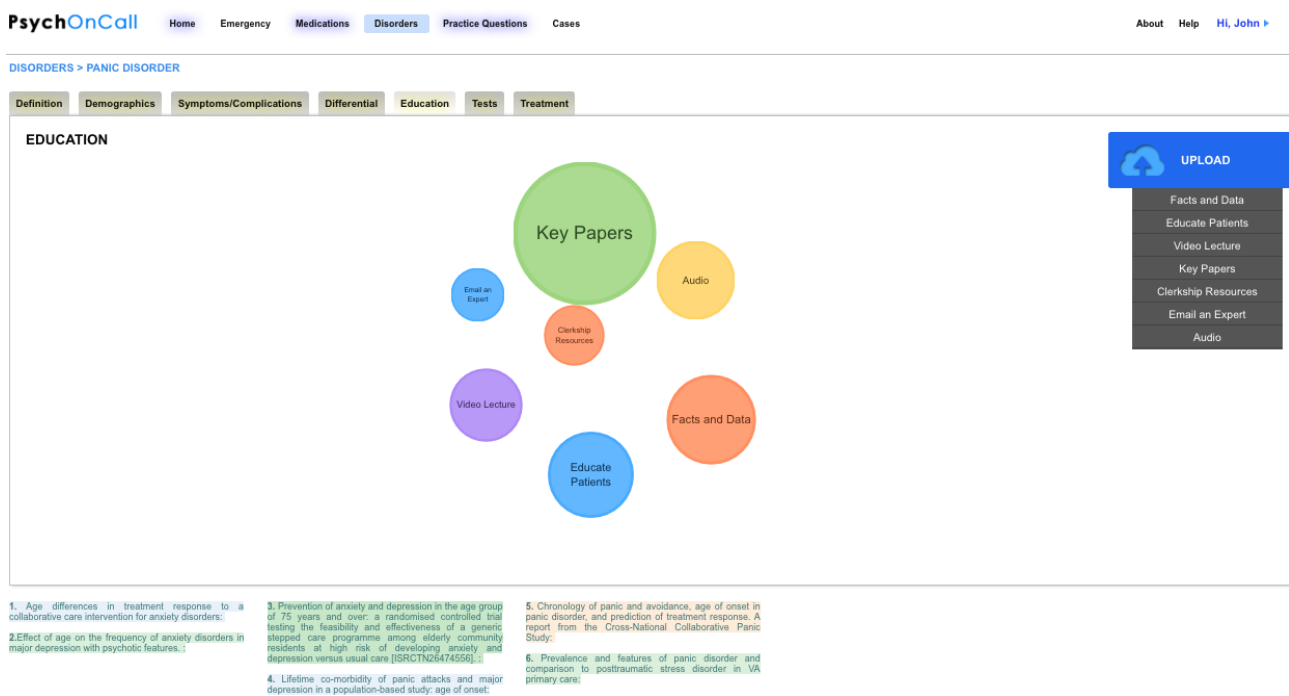 PsychOnCall Home Emergency Medications Disorders Practice Questions Cases About Help Hi, John
DISORDERS > PANIC DISORDER
Definition Demographics Symptoms/Complications Differential Education Tests Treatment
EDUCATION
Key Papers
Audio
Email an
Expert
Clerkship
Resources
Video Lecture
Facts and Data
Educate
Patients
UPLOAD
Facts and Data
Educate Patients
Video Lecture
Key Papers
Clerkship Resources
Email an Expert
Audio
1. Age differences in treatment response to a
collaborative care intervention for anxiety disorders:
2.Effect of age on the frequency of anxiety disorders in
major depression with psychotic features. :
3. Prevention of anxiety and depression in the age group
of 75 years and over: a randomised controlled trial
testing the feasibility and effectiveness of a generic
stepped care programme among elderly community
residents at high risk of developing anxiety and
depression versus usual care [ISRCTN26474556]. :
4. Lifetime co-morbidity of panic attacks and major
depression in a population-based study: age of onset:
5. Chronology of panic and avoidance, age of onset in
panic disorder, and prediction of treatment response. A
report from the Cross-National Collaborative Panic
Study:
6. Prevalence and features of panic disorder and
comparison to posttraumatic stress disorder in VA
primary care: